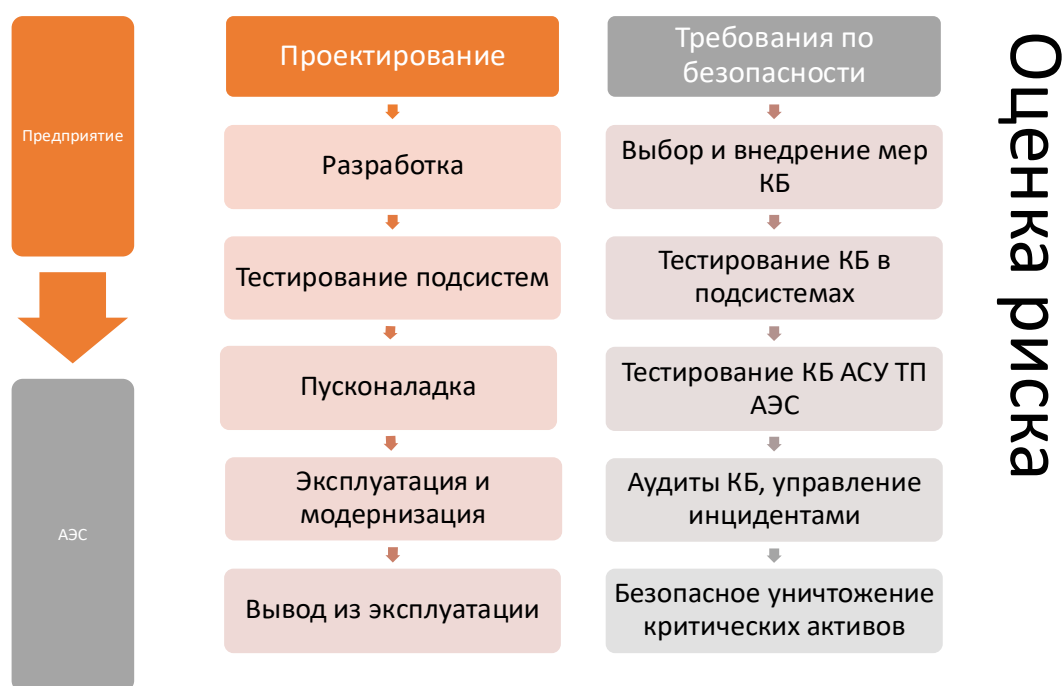 Предприятие
АЭС
Проектирование
Разработка
Тестирование подсистем
Пусконаладка
Эксплуатация и
модернизация
Вывод из эксплуатации
Требования по
безопасности
Выбор и внедрение мер
КБ
Тестирование КБ в
подсистемах
Тестирование КБ АСУ ТП
АЭС
Аудиты КБ, управление
инцидентами
Безопасное уничтожение
критических активов
Оценка риска